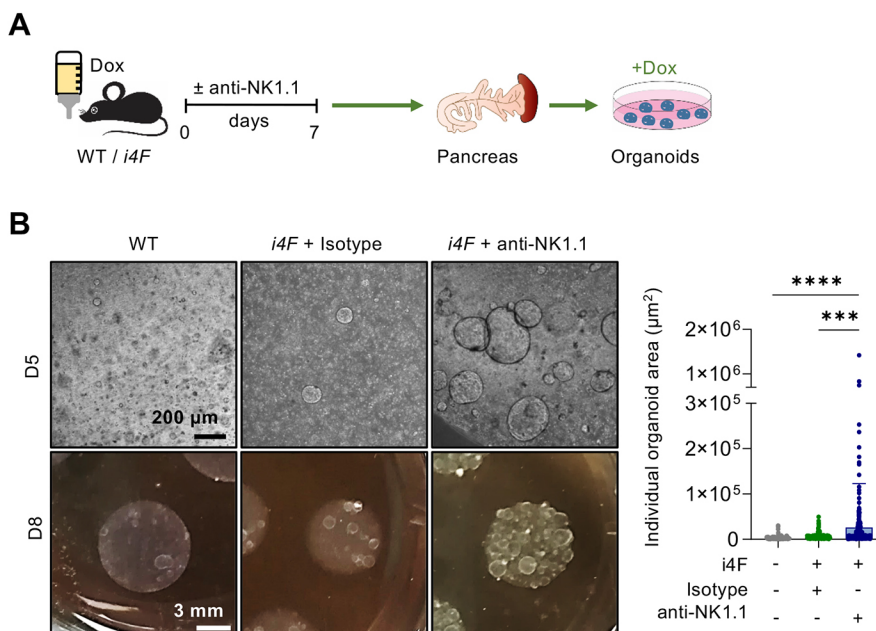 A
Dox
± anti-NK1.1
+Dox
0
days
7
WT / i4F
Pancreas
Organoids
B
WT
i4F + Isotype
i4F + anti-NK1.1
D5
200 µm
D8
3 mm
Individual organoid area (µm²)
****
***
2×10⁶
1×10⁶
3×10⁵
2×10⁵
1×10⁵
0
i4F - + +
Isotype - + -
anti-NK1.1 - - +